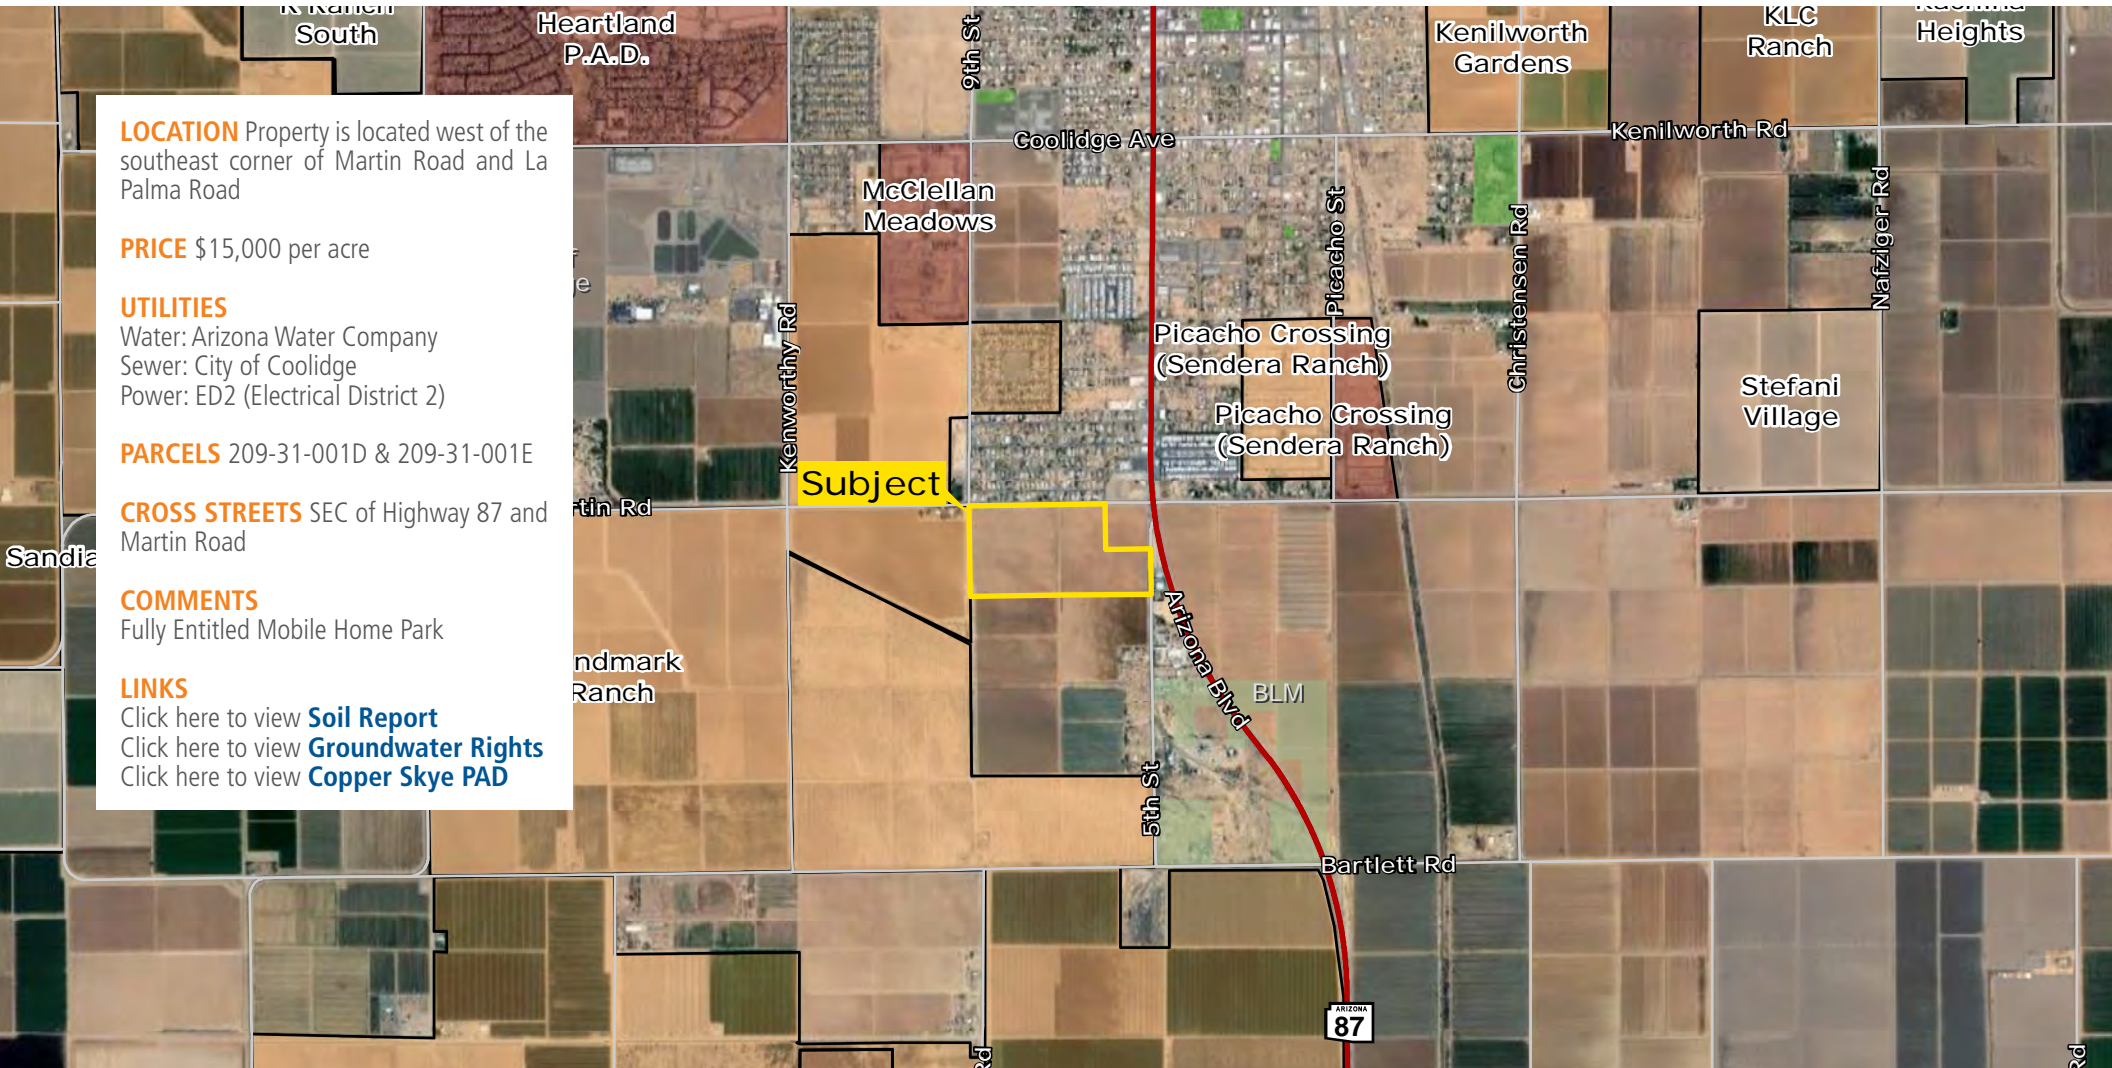 South
Heartland
P.A.D.
9th St
Kenilworth
Gardens
KLC
Ranch
Heights
LOCATION Property is located west of the
southeast corner of Martin Road and La
Palma Road
PRICE $15,000 per acre
UTILITIES
Water: Arizona Water Company
Sewer: City of Coolidge
Power: ED2 (Electrical District 2)
PARCELS 209-31-001D & 209-31-001E
CROSS STREETS SEC of Highway 87 and
Martin Road
COMMENTS
Fully Entitled Mobile Home Park
LINKS
Click here to view Soil Report
Click here to view Groundwater Rights
Click here to view Copper Skye PAD
Coolidge Ave
Kenilworth Rd
McClellan
Meadows
Picacho St
Christensen Rd
Nafziger Rd
Kenworthy Rd
Picacho Crossing
(Sendera Ranch)
Picacho Crossing
(Sendera Ranch)
Stefani
Village
Subject
tin Rd
Sandia
Arizona Blvd
ndmark
Ranch
BLM
5th St
Bartlett Rd
ARIZONA
87
Rd
Rd